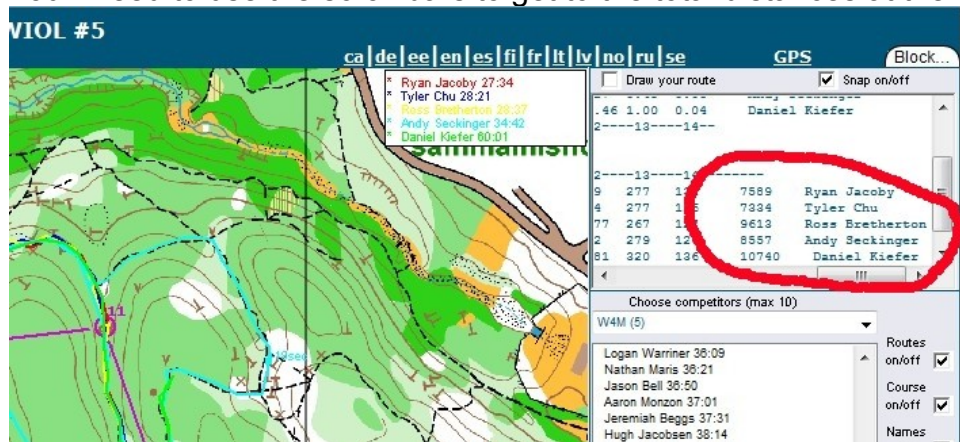 WIOL #5
ca|de|ee|en|es|fi|fr|lt|lv|no|ru|se
GPS
Block...
* Ryan Jacoby 27:34
* Tyler Chu 28:21
* Ross Bretherton 28:37
* Andy Seckinger 34:42
* Daniel Kiefer 60:01
Draw your route
Snap on/off
.46 1.00 0.04 Daniel Kiefer
2----13----14--
2----13----14 ------
9 277 7589 Ryan Jacoby
4 277 7334 Tyler Chu
77 267 9613 Ross Bretherton
2 279 8557 Andy Seckinger
81 320 136 10740 Daniel Kiefer
Choose competitors (max 10)
W4M (5)
Logan Warriner 36:09
Nathan Maris 36:21
Jason Bell 36:50
Aaron Monzon 37:01
Jeremiah Beggs 37:31
Hugh Jacobsen 38:14
Routes
on/off
Course
on/off
Names
11